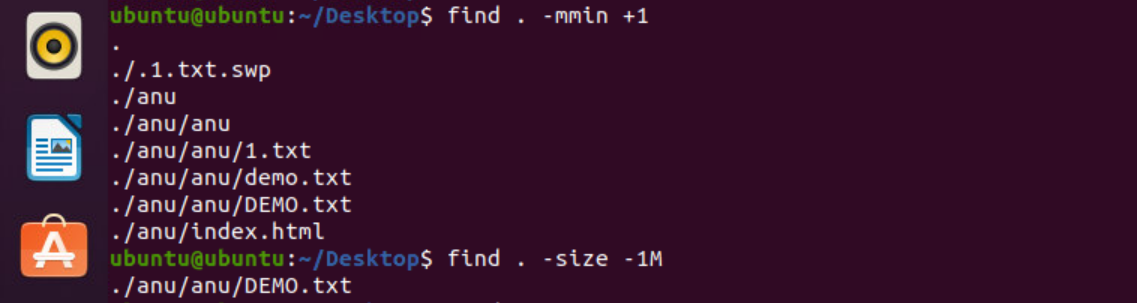 ubuntu@ubuntu:~/Desktop$ find . -mmin +1
.
./.1.txt.swp
./anu
./anu/anu
./anu/anu/1.txt
./anu/anu/demo.txt
./anu/anu/DEMO.txt
./anu/index.html
ubuntu@ubuntu:~/Desktop$ find . -size -1M
./anu/anu/DEMO.txt